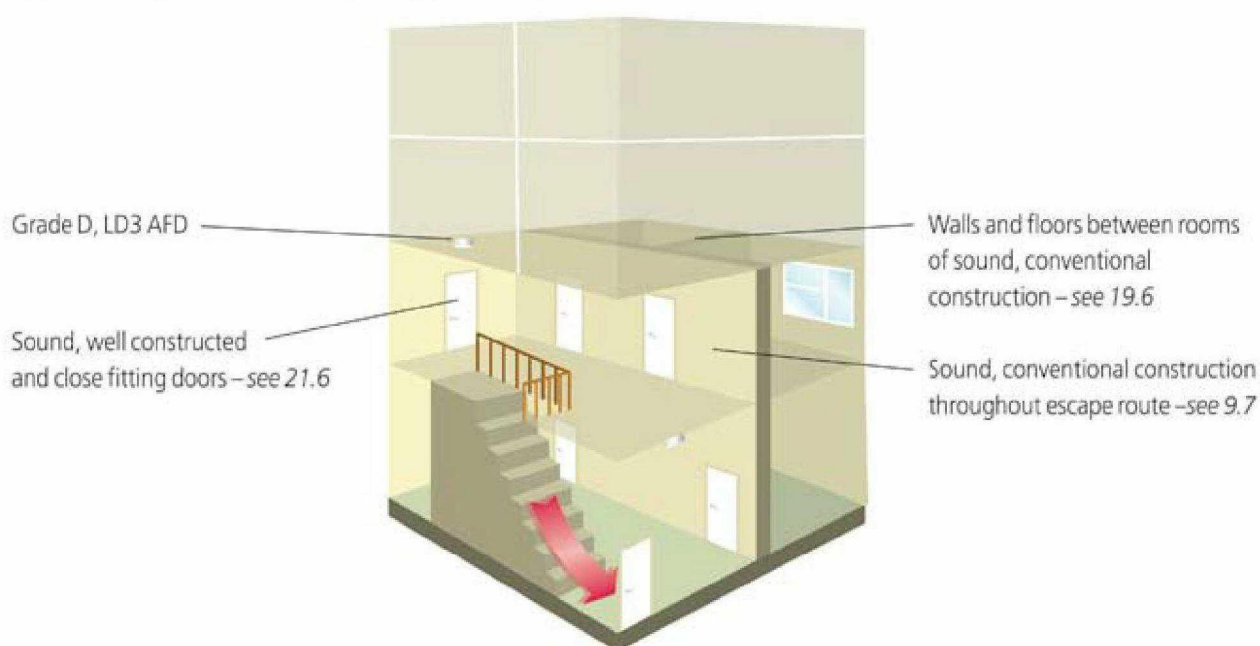 Grade D, LD3 AFD
Sound, well constructed
and close fitting doors – see 21.6
Walls and floors between rooms
of sound, conventional
construction – see 19.6
Sound, conventional construction
throughout escape route –see 9.7